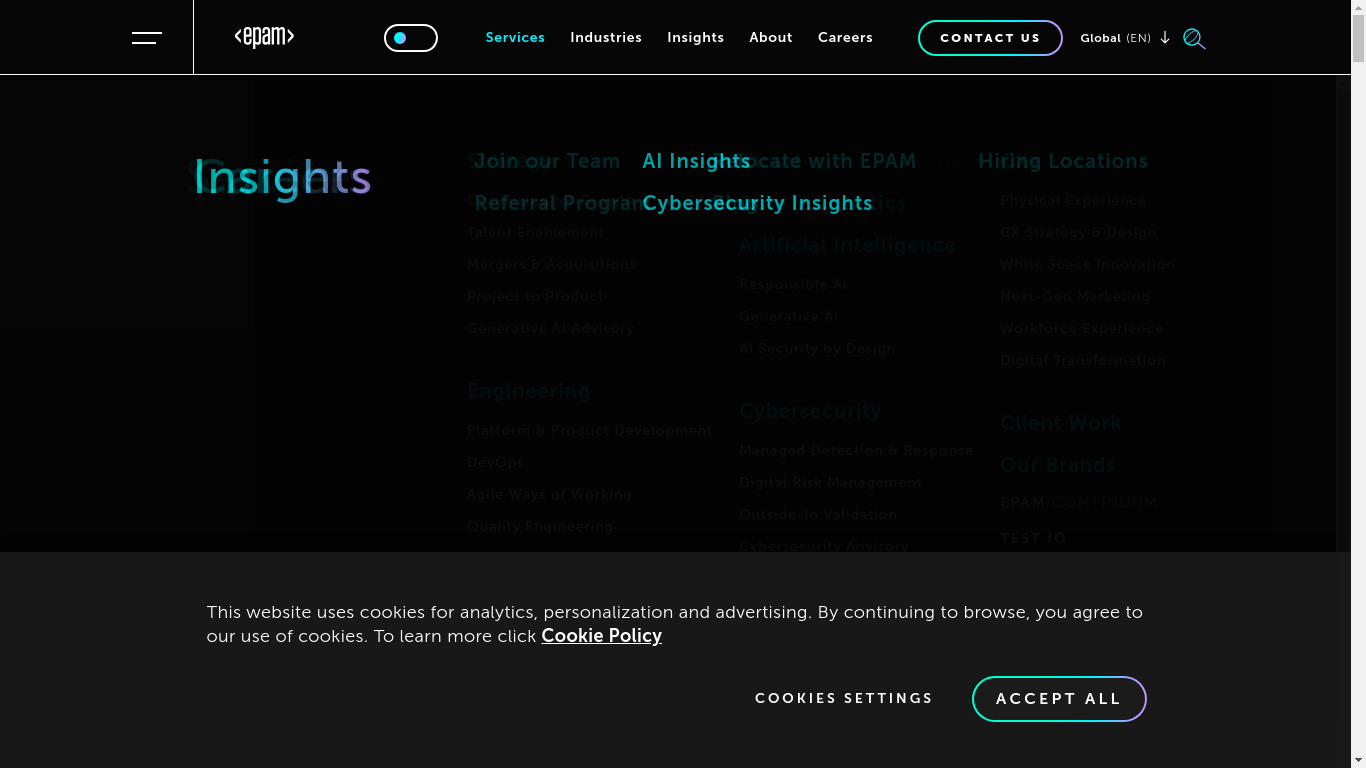 <epam>
Services
Industries
Insights
About
Careers
CONTACT US
Global (EN)
Insights
Join our Team
AI Insights
Relocate with EPAM
Hiring Locations
Referral Program
Cybersecurity Insights
Physical Experience
Talent Enablement
CX Strategy & Design
Artificial Intelligence
Mergers & Acquisitions
White Space Innovation
Responsible AI
Project to Product
Next-Gen Marketing
Generative AI
Generative AI Advisory
Workforce Experience
AI Security by Design
Digital Transformation
Engineering
Cybersecurity
Client Work
Platform & Product Development
Managed Detection & Response
DevOps
Our Brands
Digital Risk Management
Agile Ways of Working
EPAM CONTINUUM
Outside-In Validation
Quality Engineering
TEST IO
Cybersecurity Advisory
This website uses cookies for analytics, personalization and advertising. By continuing to browse, you agree to
our use of cookies. To learn more click Cookie Policy
COOKIES SETTINGS
ACCEPT ALL